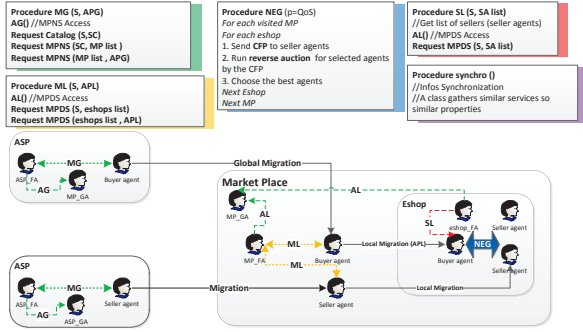 Procedure MG (S, APG)
AG()//MPNS Access
Request Catalog (S,SC)
Request MPNS (SC, MP list )
Request MPNS (MP list , APG)
Procedure ML (S, APL)
AL()//MPDS Access
Request MPDS (S, eshops list)
Request MPDS (eshops list , APL)
Procedure NEG (p=QoS)
For each visited MP
For each eshop
1. Send CFP to seller agents
2. Run reverse auction for selected agents
by the CFP
3. Choose the best agents
Next Eshop
Next MP
Procedure SL (S, SA list)
//Get list of sellers (seller agents)
AL() //MPDS Access
Request MPDS (S, SA list)
Procedure synchro ()
//Infos Synchronization
//A class gathers similar services so
similar properties
ASP
MG
ASP_FA
Buyer agent
AG
MP_GA
Global Migration
Market Place
MP_GA
AL
AL
MP_FA
ML
Buyer agent
ML
Seller agent
Local Migration (APL)
Eshop
eshop_FA
SL
Seller agent
Buyer agent
NEG
Seller agent
Local Migration
ASP
MG
ASP_FA
Seller agent
AG
ASP_GA
Migration